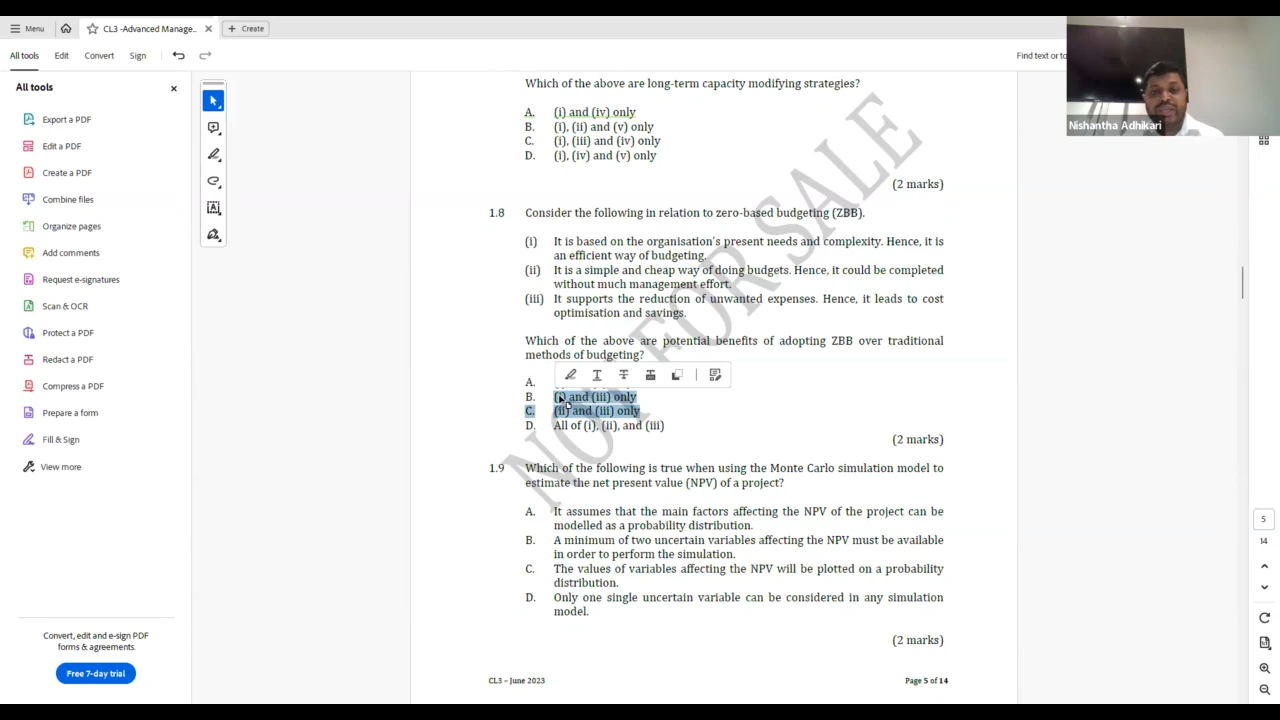 Menu
CL3 -Advanced Manage...
Create
All tools
Edit
Convert
Sign
Find text or to
Nishantha Adhikari
All tools
Export a PDF
Edit a PDF
Create a PDF
Combine files
Organize pages
Add comments
Request e-signatures
Scan & OCR
Protect a PDF
Redact a PDF
Compress a PDF
Prepare a form
Fill & Sign
View more
Convert, edit and e-sign PDF
forms & agreements.
Free 7-day trial
Which of the above are long-term capacity modifying strategies?
A. (i) and (iv) only
B. (i), (ii) and (v) only
C. (i), (iii) and (iv) only
D. (i), (iv) and (v) only
(2 marks)
1.8 Consider the following in relation to zero-based budgeting (ZBB).
(i) It is based on the organisation's present needs and complexity. Hence, it is
an efficient way of budgeting.
(ii) It is a simple and cheap way of doing budgets. Hence, it could be completed
without much management effort.
(iii) It supports the reduction of unwanted expenses. Hence, it leads to cost
optimisation and savings.
Which of the above are potential benefits of adopting ZBB over traditional
methods of budgeting?
A.
B. (i) and (iii) only
C. (ii) and (iii) only
D. All of (i), (ii), and (iii)
(2 marks)
1.9 Which of the following is true when using the Monte Carlo simulation model to
estimate the net present value (NPV) of a project?
A. It assumes that the main factors affecting the NPV of the project can be
modelled as a probability distribution.
B. A minimum of two uncertain variables affecting the NPV must be available
in order to perform the simulation.
C. The values of variables affecting the NPV will be plotted on a probability
distribution.
D. Only one single uncertain variable can be considered in any simulation
model.
(2 marks)
CL3 – June 2023
Page 5 of 14
NOT FOR SALE
5
14